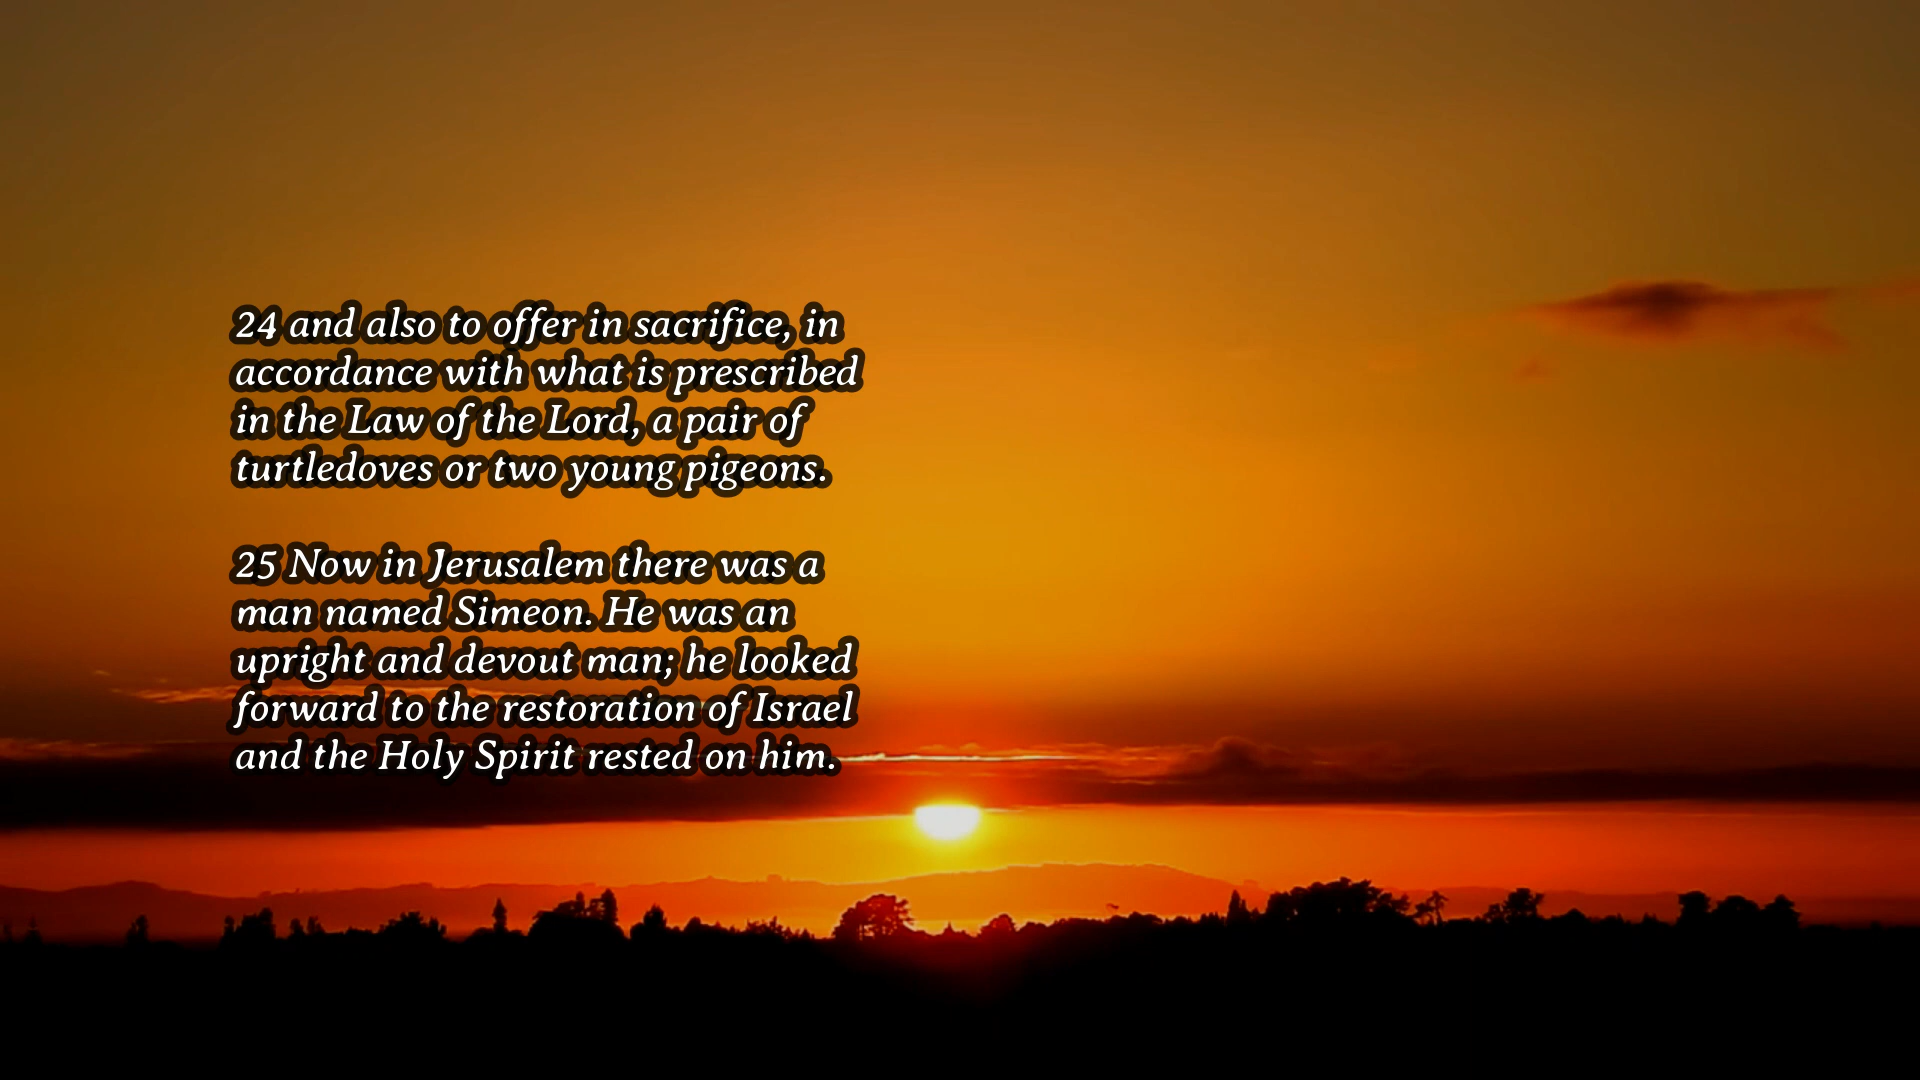 24 and also to offer in sacrifice, in
accordance with what is prescribed
in the Law of the Lord, a pair of
turtledoves or two young pigeons.
25 Now in Jerusalem there was a
man named Simeon. He was an
upright and devout man; he looked
forward to the restoration of Israel
and the Holy Spirit rested on him.